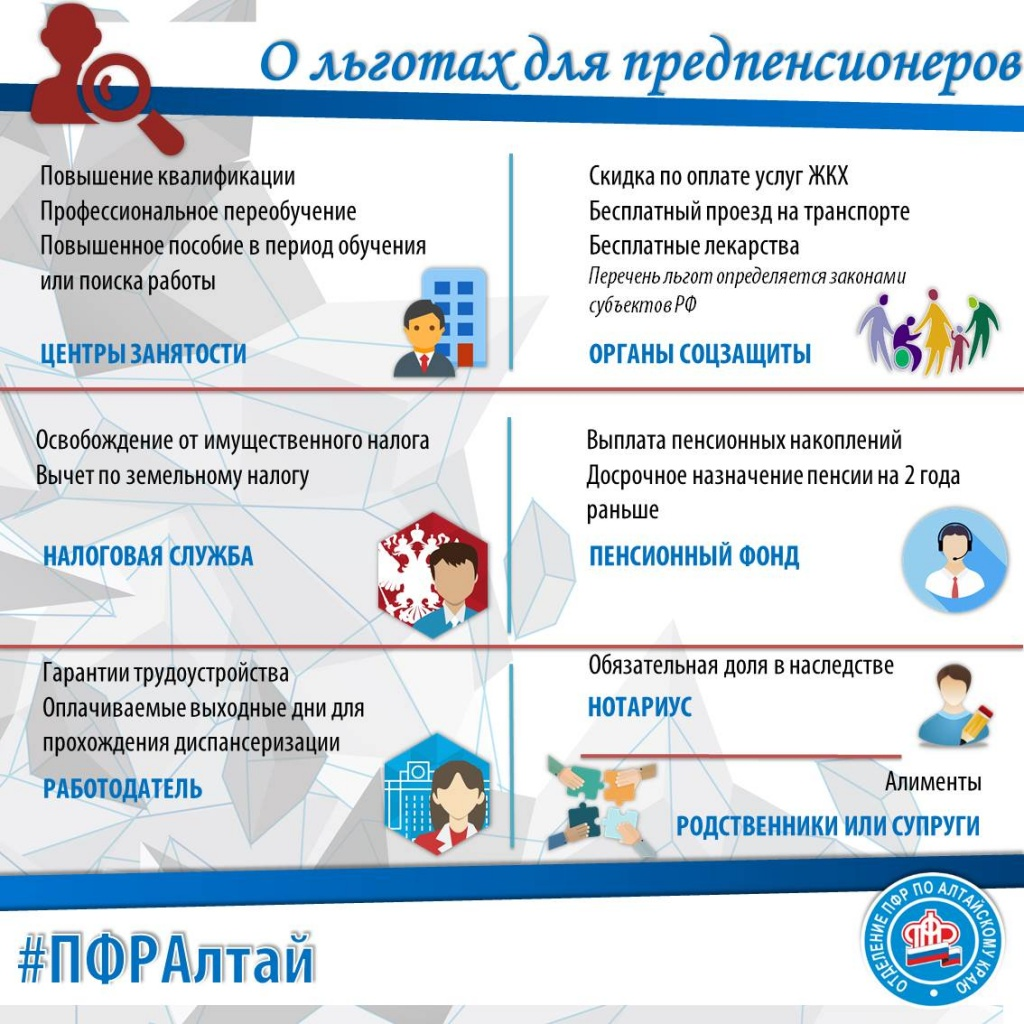 О льготах для предпенсионеров
Повышение квалификации
Профессиональное переобучение
Повышенное пособие в период обучения
или поиска работы
ЦЕНТРЫ ЗАНЯТОСТИ
Скидка по оплате услуг ЖКХ
Бесплатный проезд на транспорте
Бесплатные лекарства
Перечень льгот определяется законами
субъектов РФ
ОРГАНЫ СОЦЗАЩИТЫ
Освобождение от имущественного налога
Вычет по земельному налогу
НАЛОГОВАЯ СЛУЖБА
Выплата пенсионных накоплений
Досрочное назначение пенсии на 2 года
раньше
ПЕНСИОННЫЙ ФОНД
Гарантии трудоустройства
Оплачиваемые выходные дни для
прохождения диспансеризации
РАБОТОДАТЕЛЬ
Обязательная доля в наследстве
НОТАРИУС
Алименты
РОДСТВЕННИКИ ИЛИ СУПРУГИ
#ПФРАлтай
ОТДЕЛЕНИЕ ПФР ПО АЛТАЙСКОМУ КРАЮ
ПФР